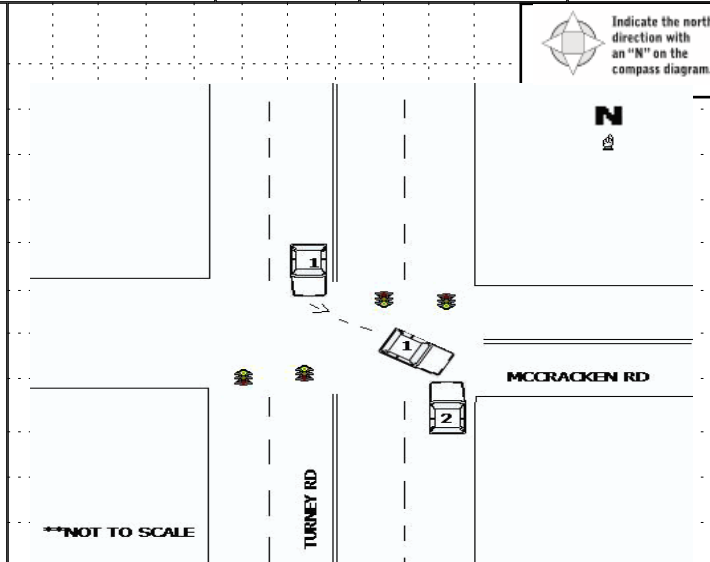 Indicate the north
direction with
an "N" on the
compass diagram.
N
1
1
MCCRACKEN RD
2
TURNEY RD
**NOT TO SCALE